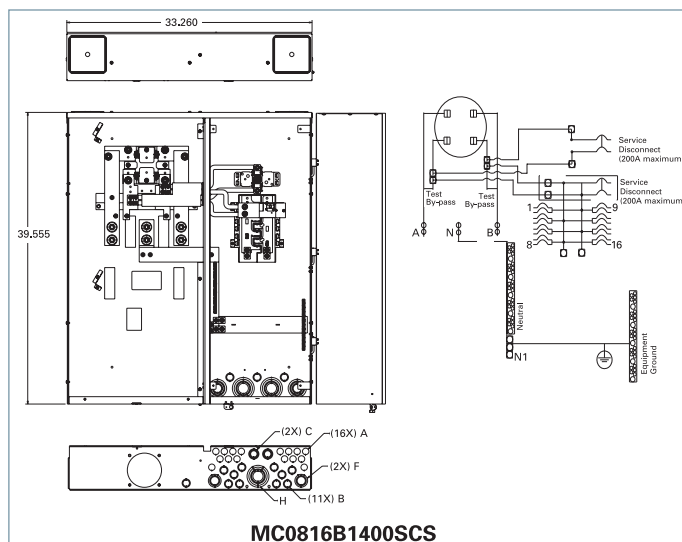 33.260
39.555
Service
Disconnect
(200A maximum)
Service
Disconnect
(200A maximum
Test
By-pass
Test
By-pass
1
9
8
16
A
N
B
Neutral
N1
Equipment
Ground
(2X) C
(16X) A
(2X) F
H
(11X) B
MC0816B1400SCS